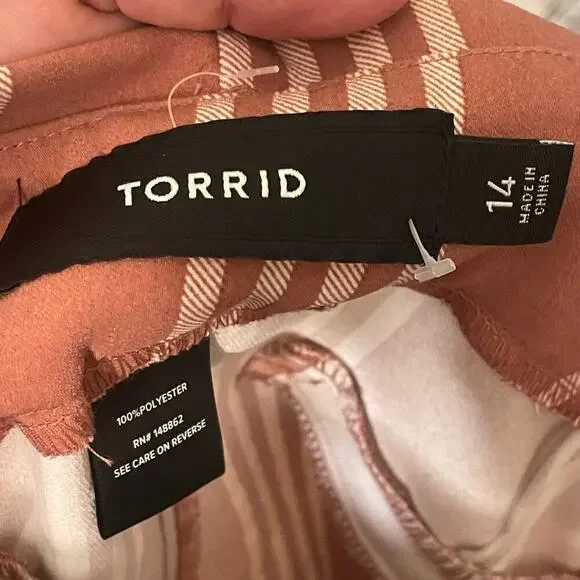 TORRID
14
MADE IN
CHINA
100%POLYESTER
RN# 148862
SEE CARE ON REVERSE